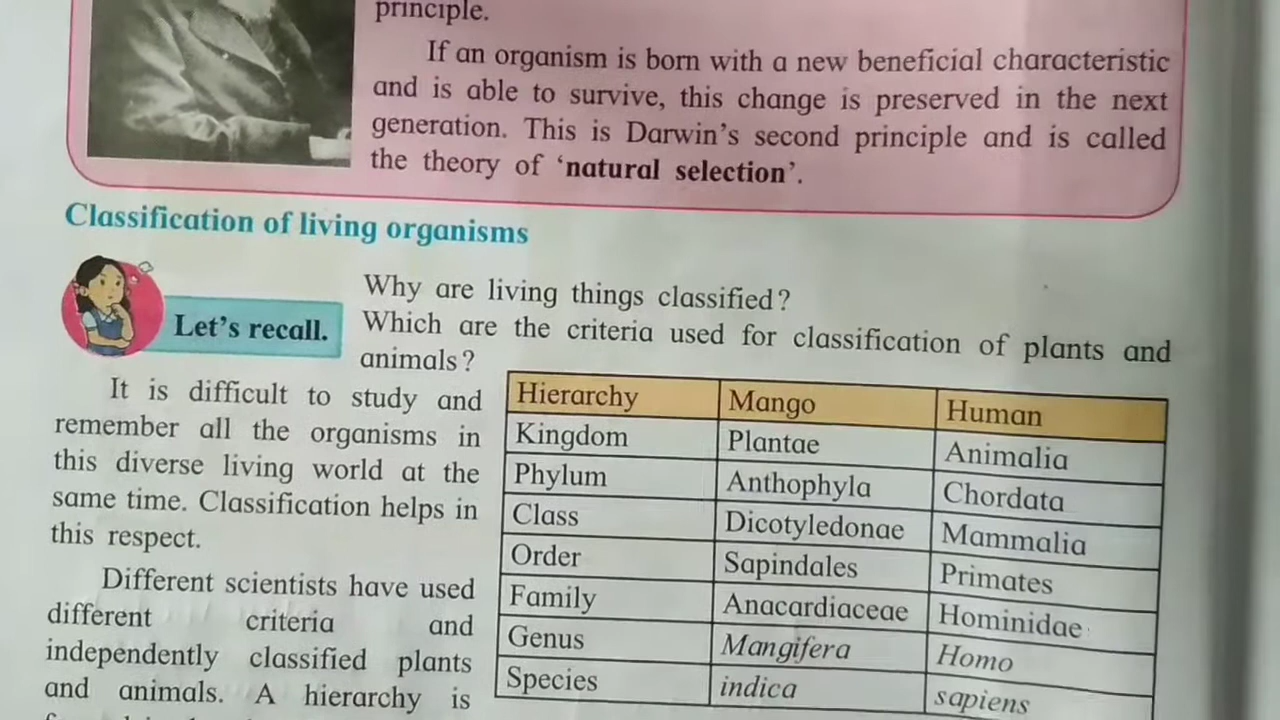 principle.
If an organism is born with a new beneficial characteristic
and is able to survive, this change is preserved in the next
generation. This is Darwin's second principle and is called
the theory of 'natural selection'.
Classification of living organisms
Let's recall.
Why are living things classified?
Which are the criteria used for classification of plants and
animals?
It is difficult to study and
remember all the organisms in
this diverse living world at the
same time. Classification helps in
this respect.
Different scientists have used
different criteria and
independently classified plants
and animals. A hierarchy is
Hierarchy Mango Human
Kingdom Plantae Animalia
Phylum Anthophyla Chordata
Class Dicotyledonae Mammalia
Order Sapindales Primates
Family Anacardiaceae Hominidae
Genus Mangifera Homo
Species indica sapiens